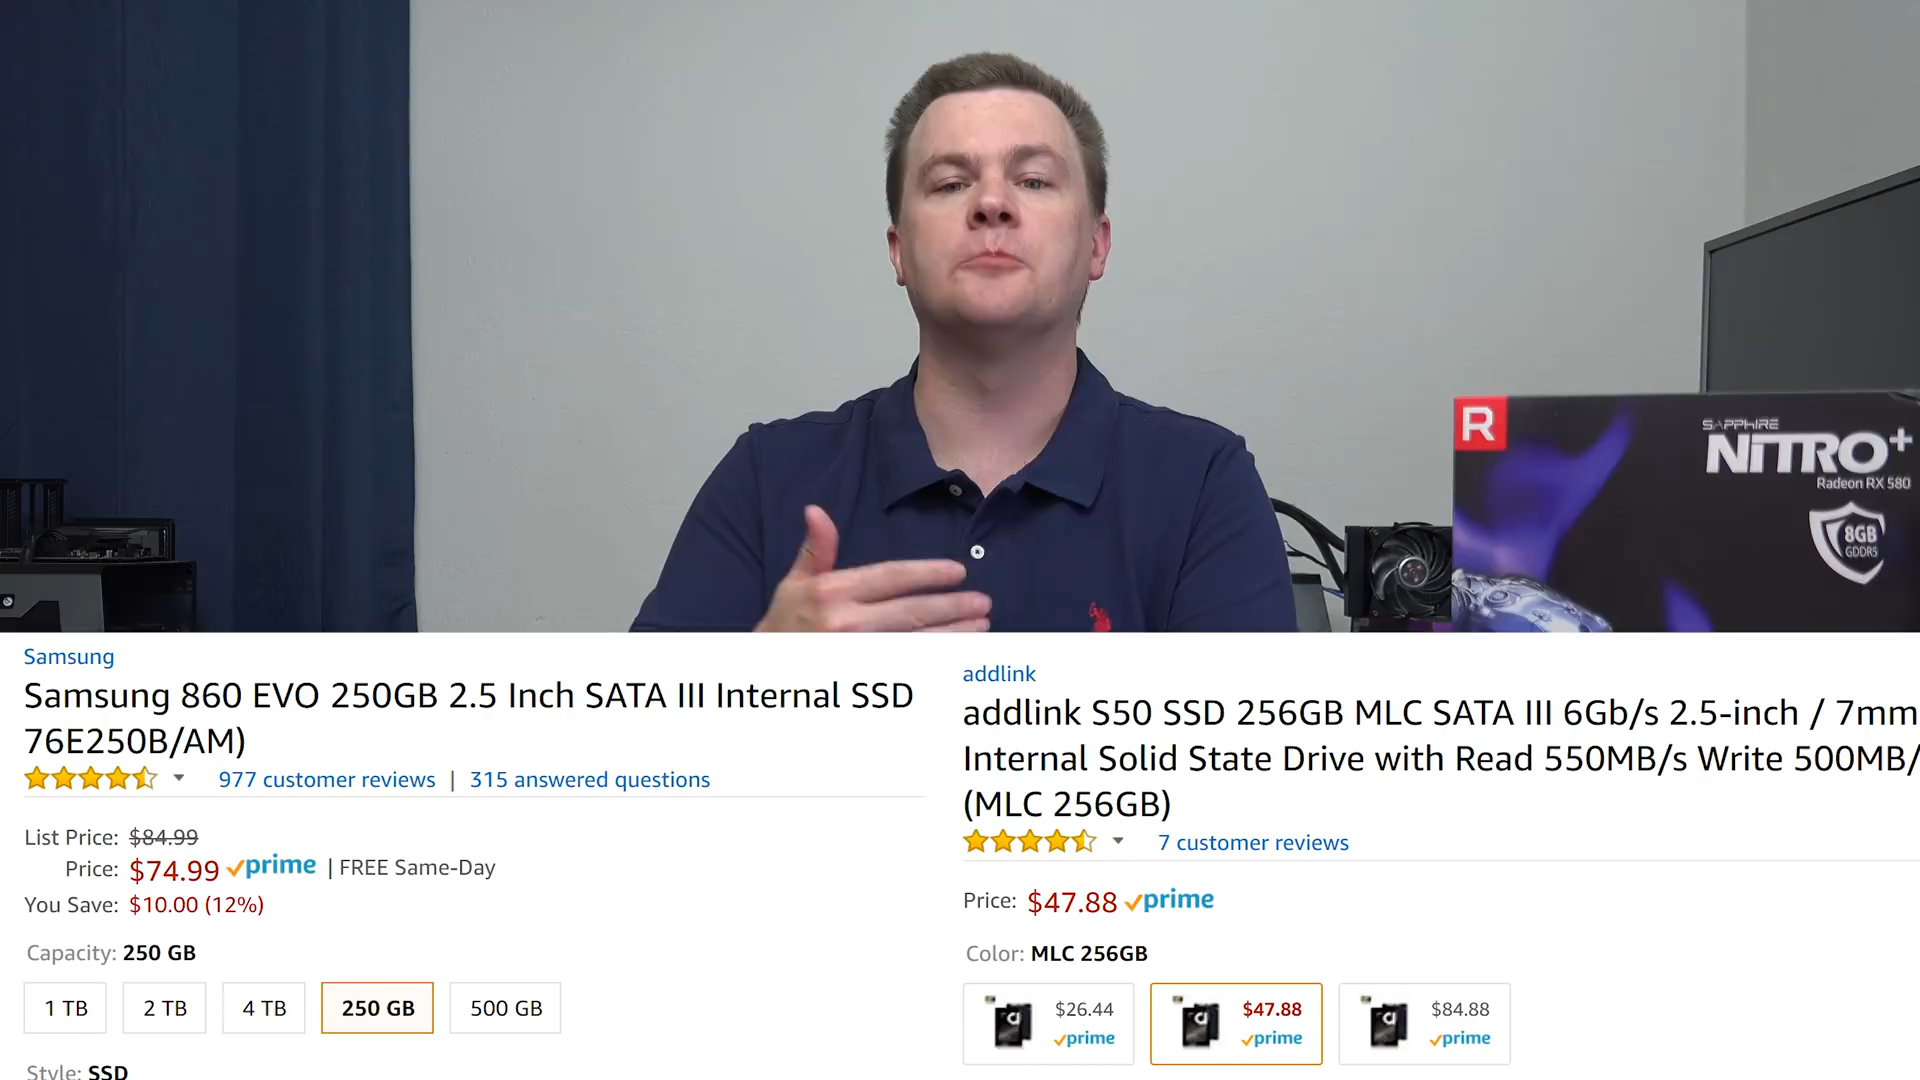 R
SAPPHIRE
NITRO+
Radeon RX 580
8GB
GDDR5
Samsung
Samsung 860 EVO 250GB 2.5 Inch SATA III Internal SSD
76E250B/AM)
977 customer reviews | 315 answered questions
List Price: $84.99
Price: $74.99 prime | FREE Same-Day
You Save: $10.00 (12%)
Capacity: 250 GB
1 TB 2 TB 4 TB 250 GB 500 GB
Style: SSD
addlink
addlink S50 SSD 256GB MLC SATA III 6Gb/s 2.5-inch / 7mm
Internal Solid State Drive with Read 550MB/s Write 500MB/
(MLC 256GB)
7 customer reviews
Price: $47.88 prime
Color: MLC 256GB
$26.44 $47.88 $84.88
prime prime prime